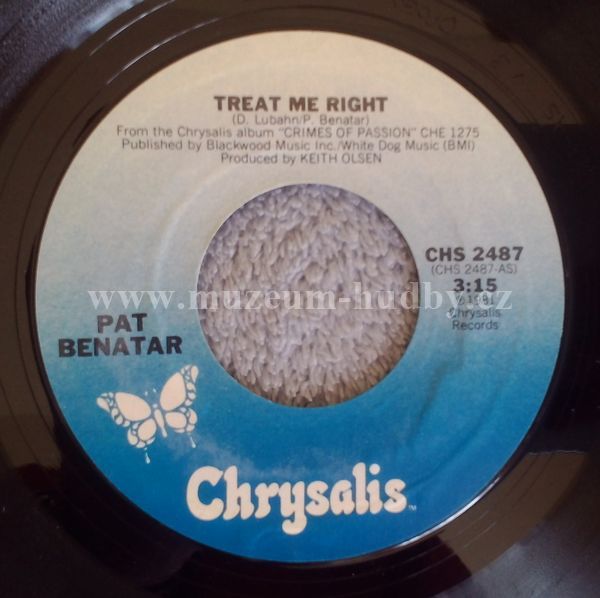 TREAT ME RIGHT
(D. Lubahn/P. Benatar)
From the Chrysalis album "CRIMES OF PASSION" CHE 1275
Published by Blackwood Music Inc./White Dog Music (BMI)
Produced by KEITH OLSEN
CHS 2487
(CHS 2487-AS)
3:15
℗1981
Chrysalis
Records
www.muzeum-hudby.cz
PAT
BENATAR
Chrysalis™